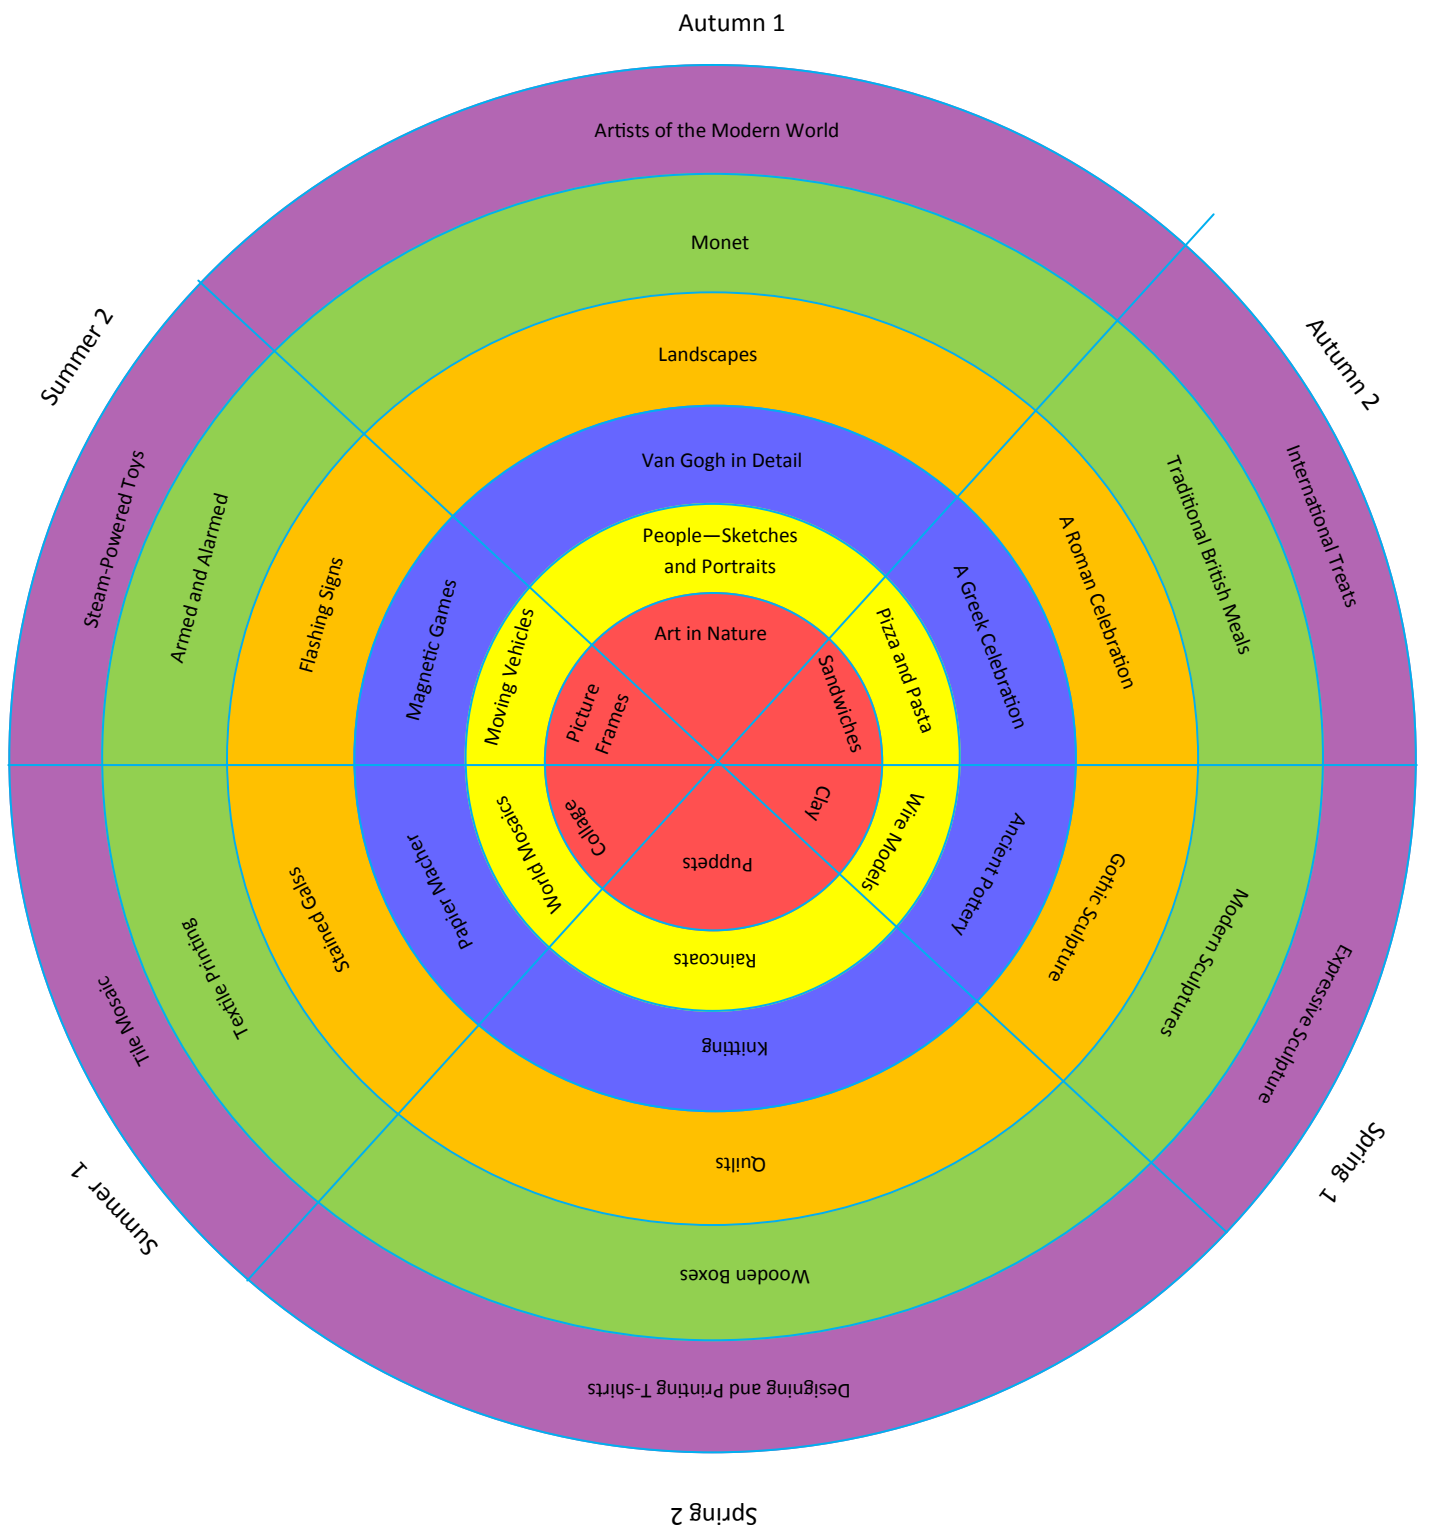 Autumn 1
Artists of the Modern World
Monet
Landscapes
Van Gogh in Detail
People—Sketches
and Portraits
Art in Nature
Autumn 2
International Treats
Traditional British Meals
A Roman Celebration
A Greek Celebration
Pizza and Pasta
Sandwiches
Spring 1
Expressive Sculpture
Modern Sculptures
Gothic Sculpture
Ancient Pottery
Wire Models
Clay
Spring 2
Designing and Printing T-shirts
Wooden Boxes
Quilts
Knitting
Raincoats
Puppets
Summer 1
Tile Mosaic
Textile Printing
Stained Galss
Papier Macher
World Mosaics
Collage
Summer 2
Steam-Powered Toys
Armed and Alarmed
Flashing Signs
Magnetic Games
Moving Vehicles
Picture
Frames